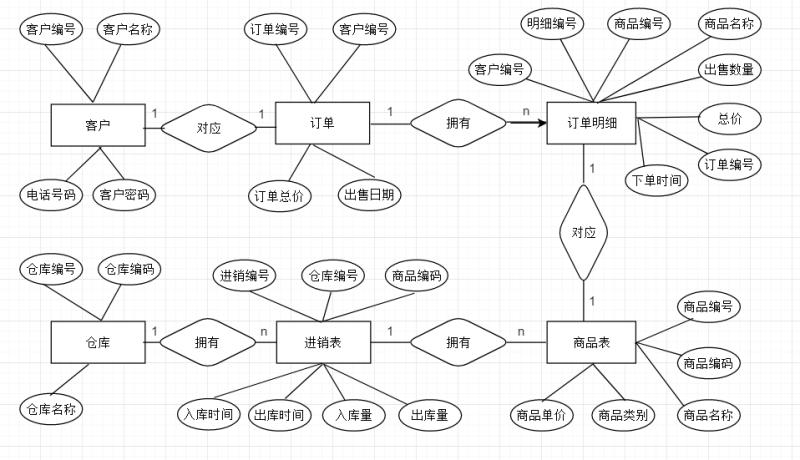 明细编号
商品编号
商品名称
客户编号
客户名称
订单编号
客户编号
客户编号
出售数量
客户
1
对应
1
订单
1
拥有
n
订单明细
总价
订单编号
1
下单时间
电话号码
客户密码
订单总价
出售日期
对应
仓库编号
仓库编码
进销编号
仓库编号
商品编码
1
商品编号
仓库
1
拥有
n
进销表
1
拥有
n
商品表
商品编码
仓库名称
入库时间
出库时间
入库量
出库量
商品单价
商品类别
商品名称